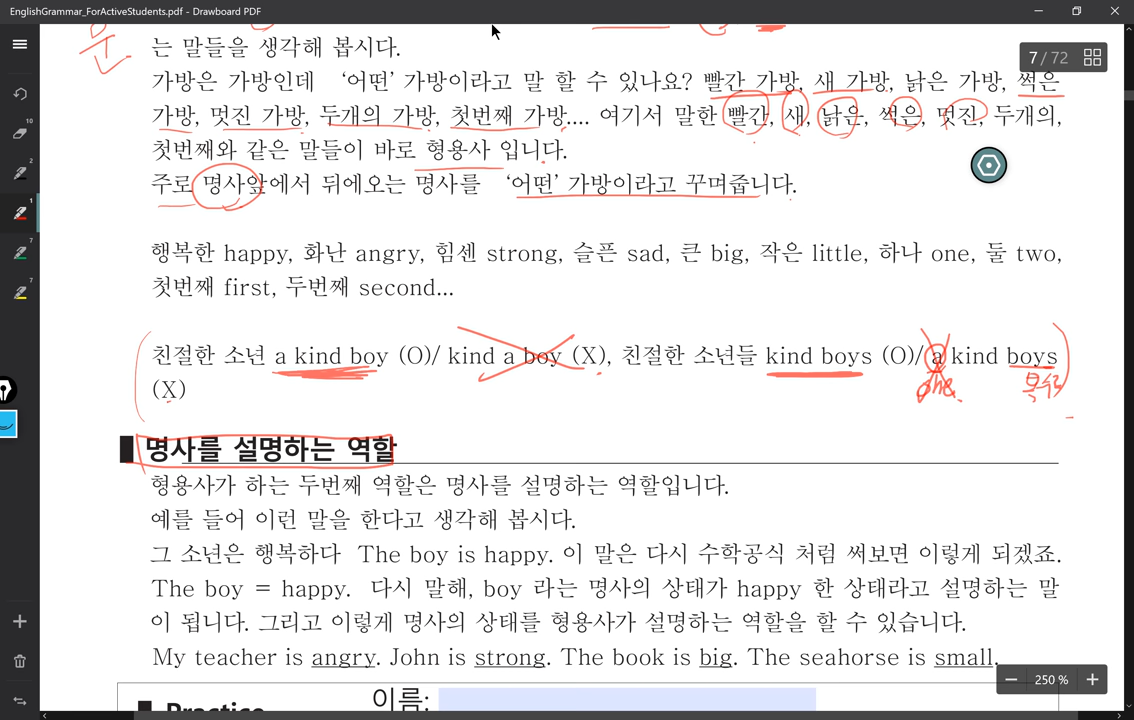 EnglishGrammar_ForActiveStudents.pdf - Drawboard PDF
7 / 72
문
는 말들을 생각해 봅시다.
가방은 가방인데 ‘어떤’ 가방이라고 말 할 수 있나요? 빨간 가방, 새 가방, 낡은 가방, 썩은
가방, 멋진 가방, 두개의 가방, 첫번째 가방.... 여기서 말한 빨간, 새, 낡은, 썩은, 멋진, 두개의,
첫번째와 같은 말들이 바로 형용사 입니다.
주로 명사앞에서 뒤에오는 명사를 ‘어떤’ 가방이라고 꾸며줍니다.
행복한 happy, 화난 angry, 힘센 strong, 슬픈 sad, 큰 big, 작은 little, 하나 one, 둘 two,
첫번째 first, 두번째 second...
친절한 소년 a kind boy (O)/ kind a boy (X), 친절한 소년들 kind boys (O)/ a kind boys
(X)
one
복수
명사를 설명하는 역할
형용사가 하는 두번째 역할은 명사를 설명하는 역할입니다.
예를 들어 이런 말을 한다고 생각해 봅시다.
그 소년은 행복하다 The boy is happy. 이 말은 다시 수학공식 처럼 써보면 이렇게 되겠죠.
The boy = happy. 다시 말해, boy 라는 명사의 상태가 happy 한 상태라고 설명하는 말
이 됩니다. 그리고 이렇게 명사의 상태를 형용사가 설명하는 역할을 할 수 있습니다.
My teacher is angry. John is strong. The book is big. The seahorse is small.
Practice
이름:
250 %
10
2
1
7
7